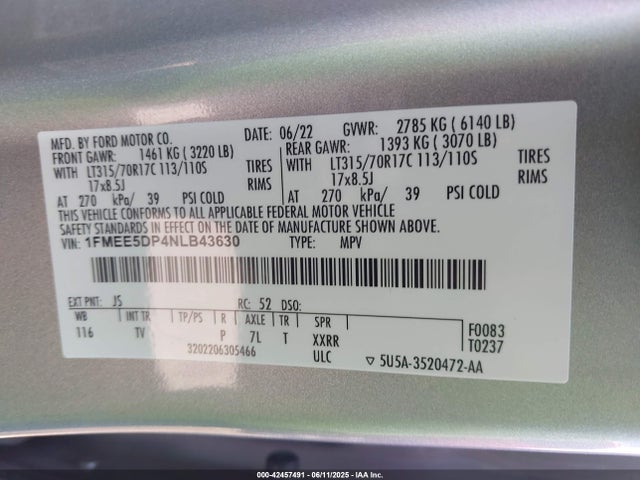 MFD. BY FORD MOTOR CO. DATE: 06/22 GVWR: 2785 KG ( 6140 LB)
FRONT GAWR: 1461 KG ( 3220 LB) REAR GAWR: 1393 KG ( 3070 LB)
WITH LT315/70R17C 113/110S TIRES WITH LT315/70R17C 113/110S TIRES
17x8.5J RIMS 17x8.5J RIMS
AT 270 kPa/ 39 PSI COLD AT 270 kPa/ 39 PSI COLD
THIS VEHICLE CONFORMS TO ALL APPLICABLE FEDERAL MOTOR VEHICLE
SAFETY STANDARDS IN EFFECT ON THE DATE OF MANUFACTURE SHOWN ABOVE.
VIN: 1FMEE5DP4NLB43630 TYPE: MPV
EXT PNT: JS RC: 52 DSO:
WB INT TR TP/PS R AXLE TR SPR
116 TV P 7L T XXRR
3202206305466 ULC
F0083
T0237
▽ 5U5A-3520472-AA
000-42457491 - 06/11/2025 - IAA Inc.